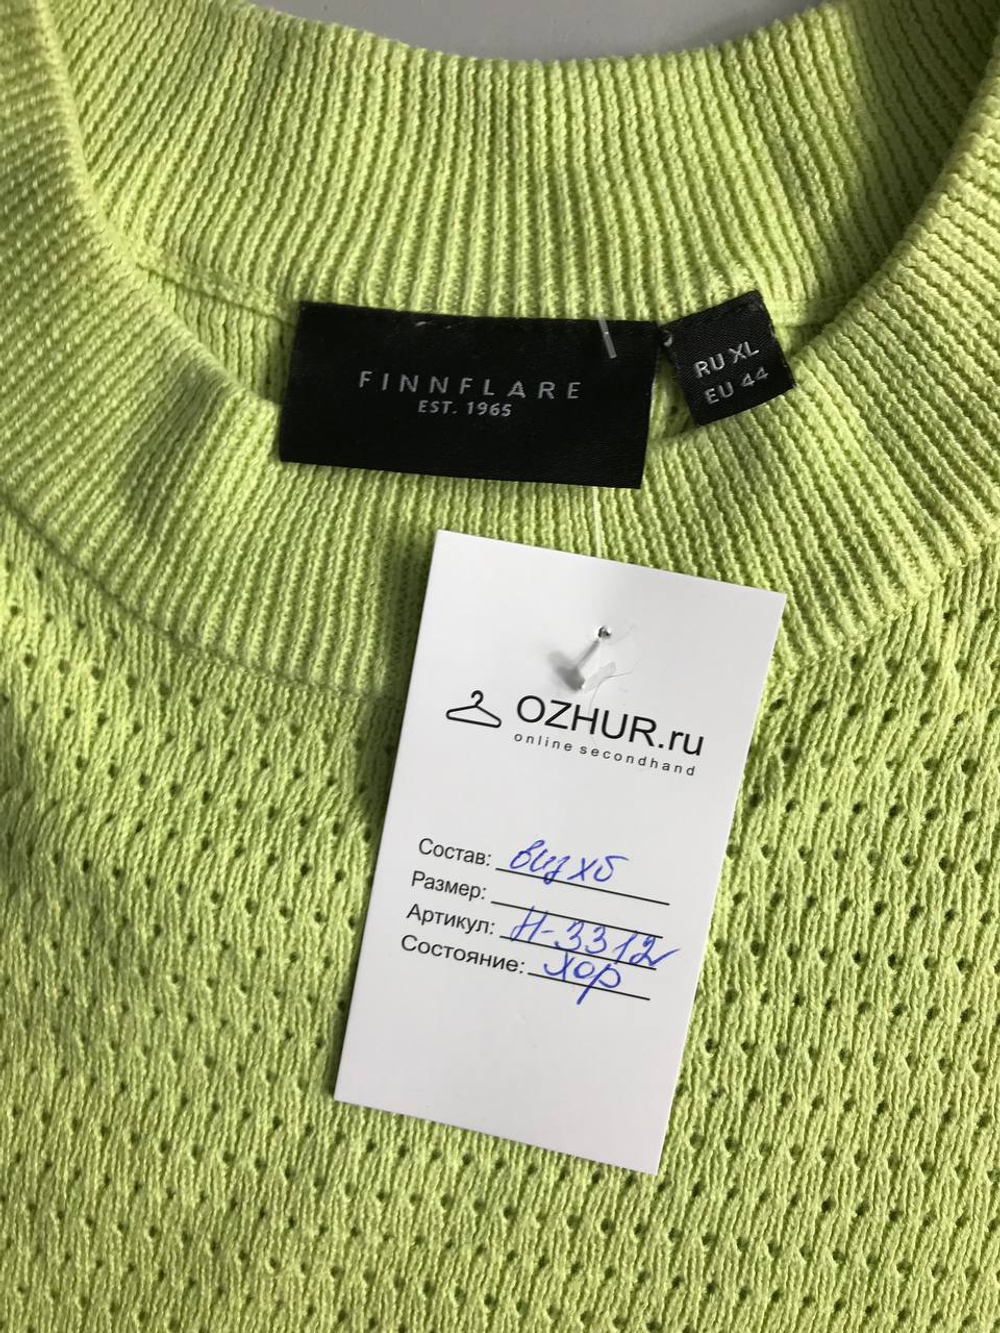 FINNFLARE
EST. 1965
RU XL
EU 44
OZHUR.ru
online secondhand
Состав: виз хб
Размер:
Артикул: Н-3312
Состояние: хор